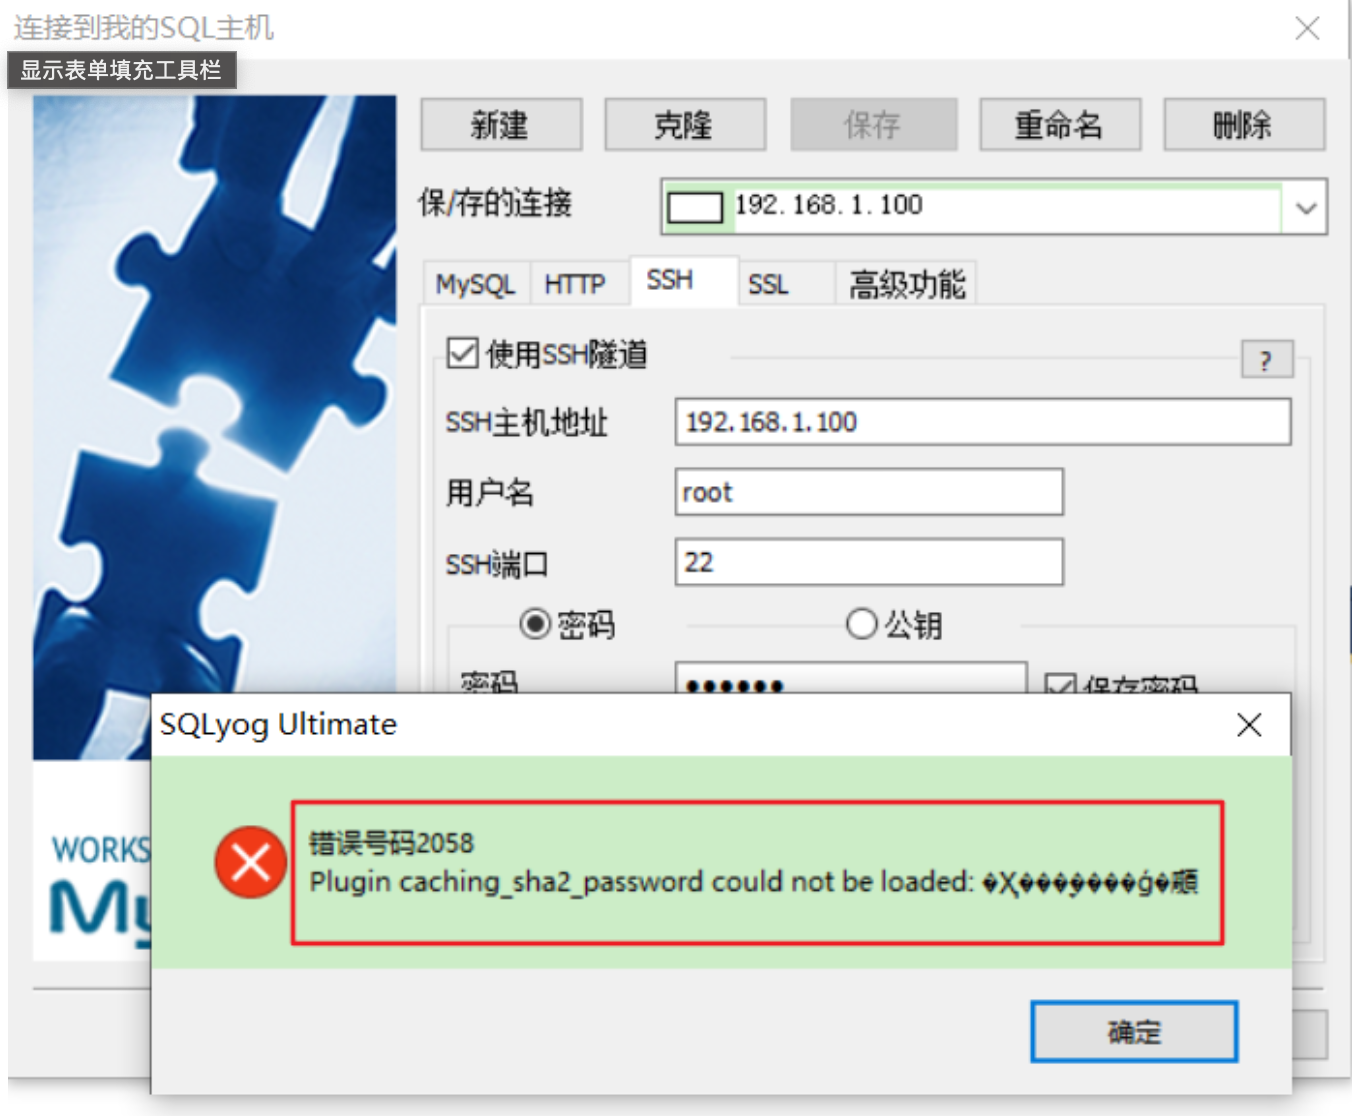 连接到我的SQL主机
显示表单填充工具栏
新建 克隆 保存 重命名 删除
保/存的连接 192.168.1.100
MySQL HTTP SSH SSL 高级功能
使用SSH隧道 ?
SSH主机地址 192.168.1.100
用户名 root
SSH端口 22
密码 公钥
密码 •••••• 保存密码
SQLyog Ultimate
错误号码2058
Plugin caching_sha2_password could not be loaded:
WORKS
My
确定